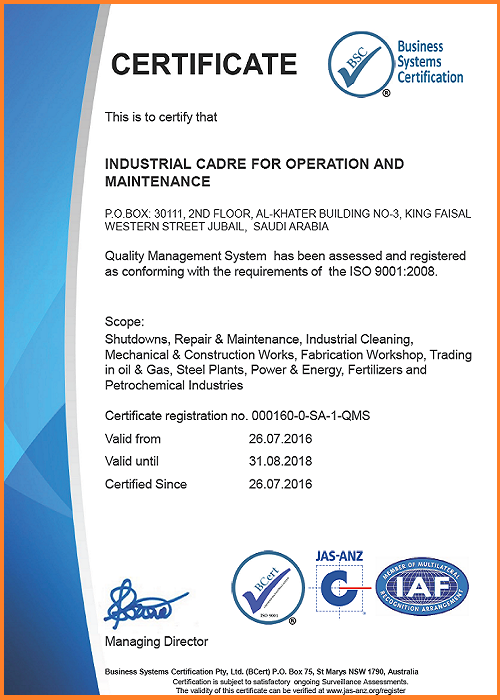 CERTIFICATE
BSC
Business
Systems
Certification
®
This is to certify that
INDUSTRIAL CADRE FOR OPERATION AND
MAINTENANCE
P.O.BOX: 30111, 2ND FLOOR, AL-KHATER BUILDING NO-3, KING FAISAL
WESTERN STREET JUBAIL, SAUDI ARABIA
Quality Management System has been assessed and registered
as conforming with the requirements of the ISO 9001:2008.
Scope:
Shutdowns, Repair & Maintenance, Industrial Cleaning,
Mechanical & Construction Works, Fabrication Workshop, Trading
in oil & Gas, Steel Plants, Power & Energy, Fertilizers and
Petrochemical Industries
Certificate registration no. 000160-0-SA-1-QMS
Valid from 26.07.2016
Valid until 31.08.2018
Certified Since 26.07.2016
BCert
ISO 9001
®
JAS-ANZ
C
MEMBER OF MULTILATERAL
IAF
RECOGNITION ARRANGEMENT
Managing Director
Business Systems Certification Pty, Ltd. (BCert) P.O. Box 75, St Marys NSW 1790, Australia
Certification is subject to satisfactory ongoing Surveillance Assessments.
The validity of this certificate can be verified at www.jas-anz.org/register